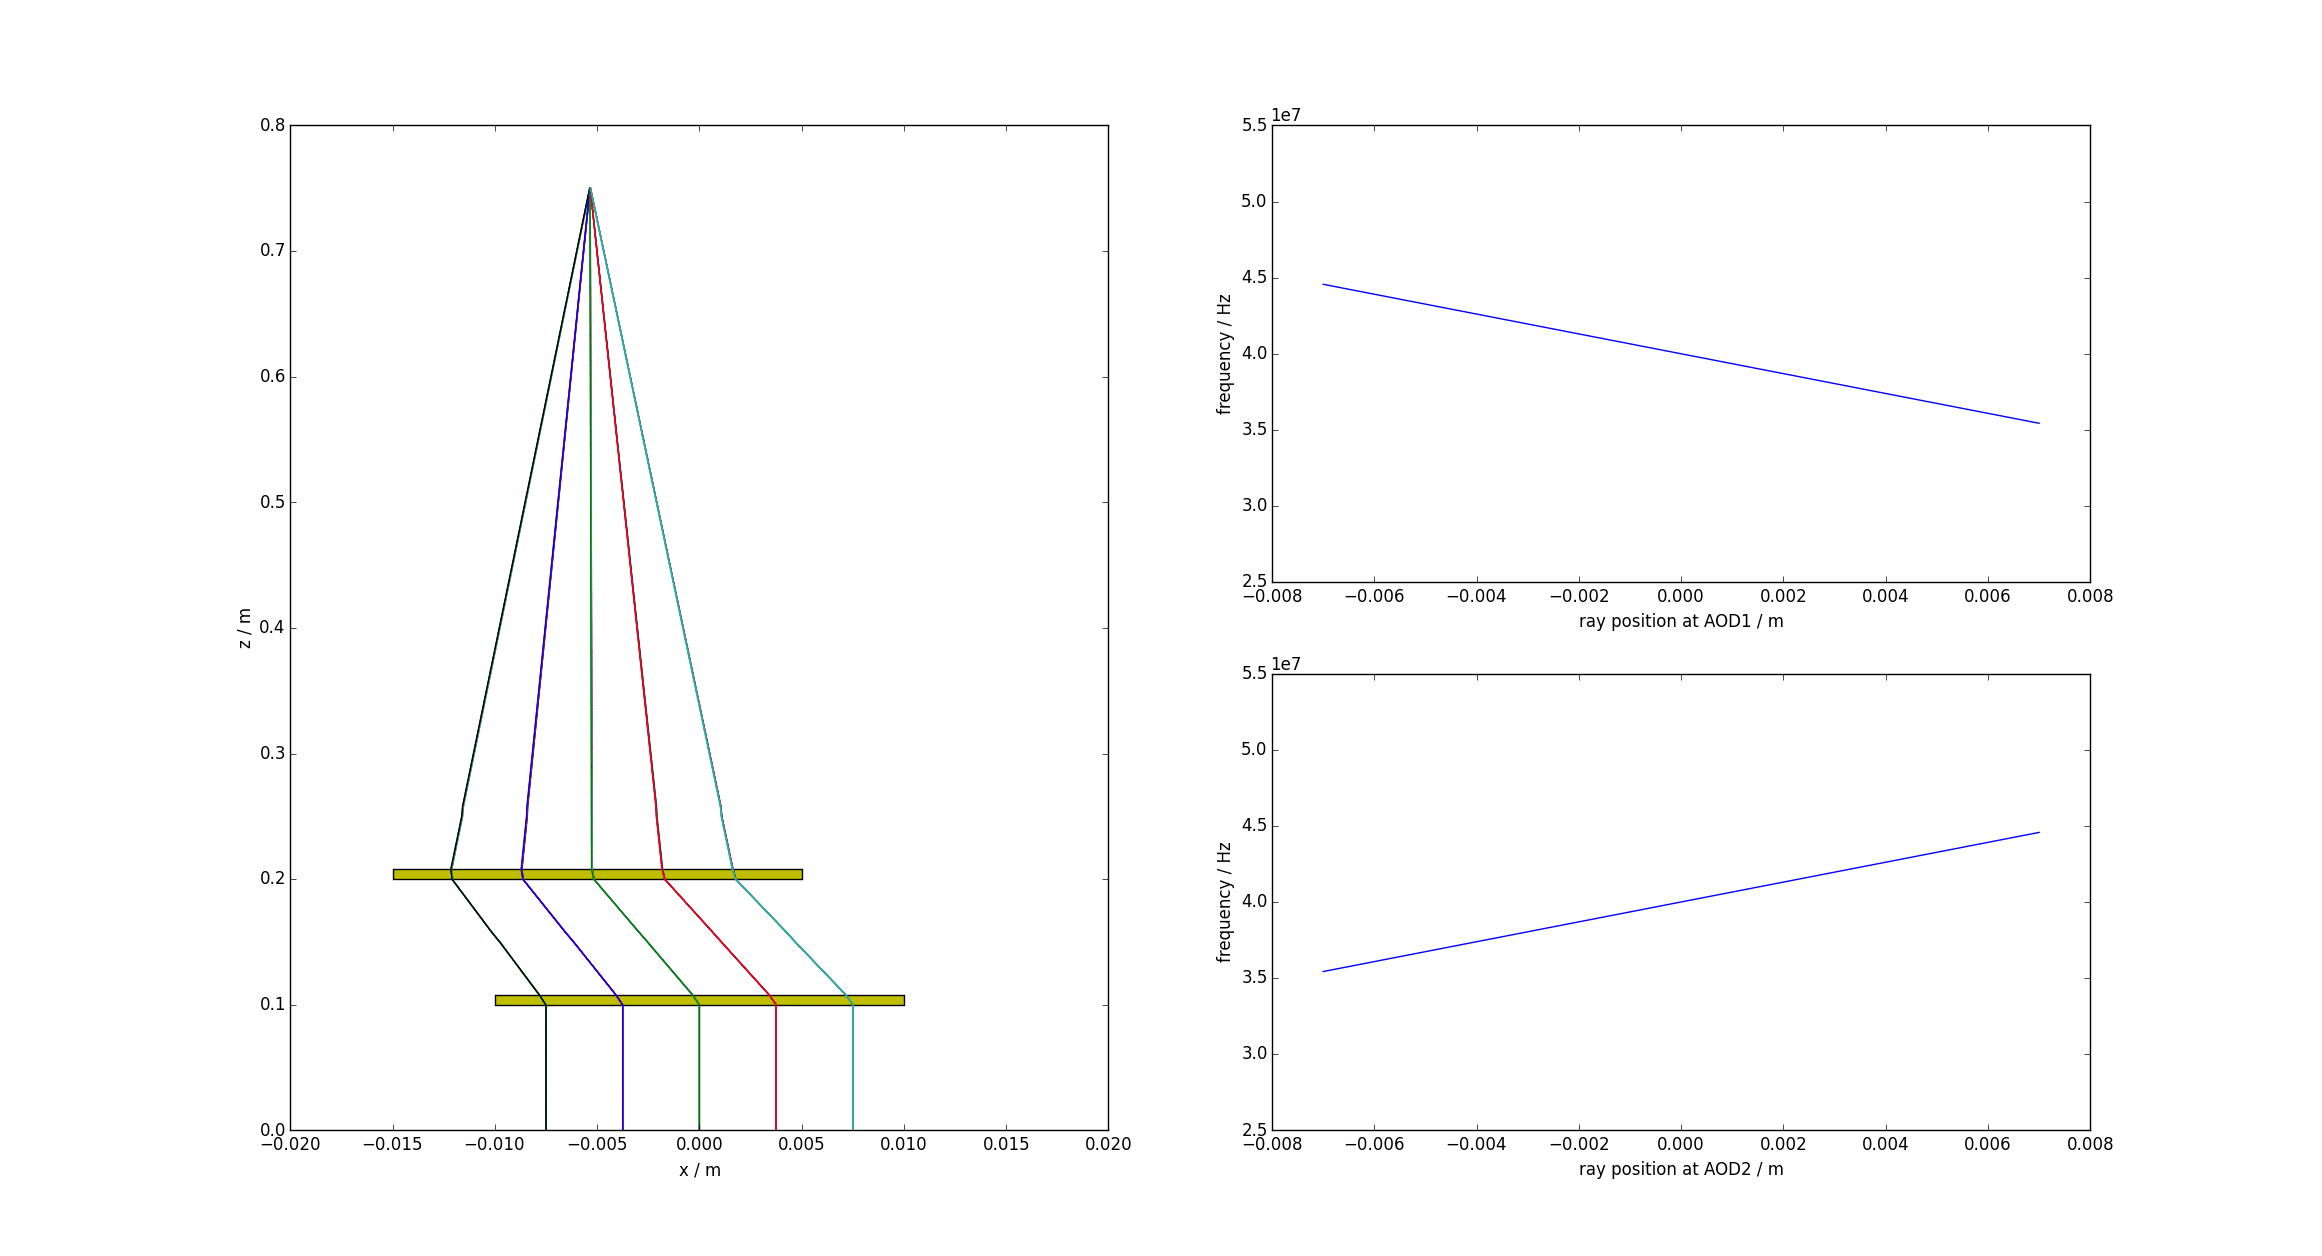 0.8
0.7
0.6
0.5
0.4
0.3
0.2
0.1
0.0
z / m
−0.020 −0.015 −0.010 −0.005 0.000 0.005 0.010 0.015 0.020
x / m
1e7
5.5
5.0
4.5
4.0
3.5
3.0
2.5
frequency / Hz
−0.008 −0.006 −0.004 −0.002 0.000 0.002 0.004 0.006 0.008
ray position at AOD1 / m
1e7
5.5
5.0
4.5
4.0
3.5
3.0
2.5
frequency / Hz
−0.008 −0.006 −0.004 −0.002 0.000 0.002 0.004 0.006 0.008
ray position at AOD2 / m